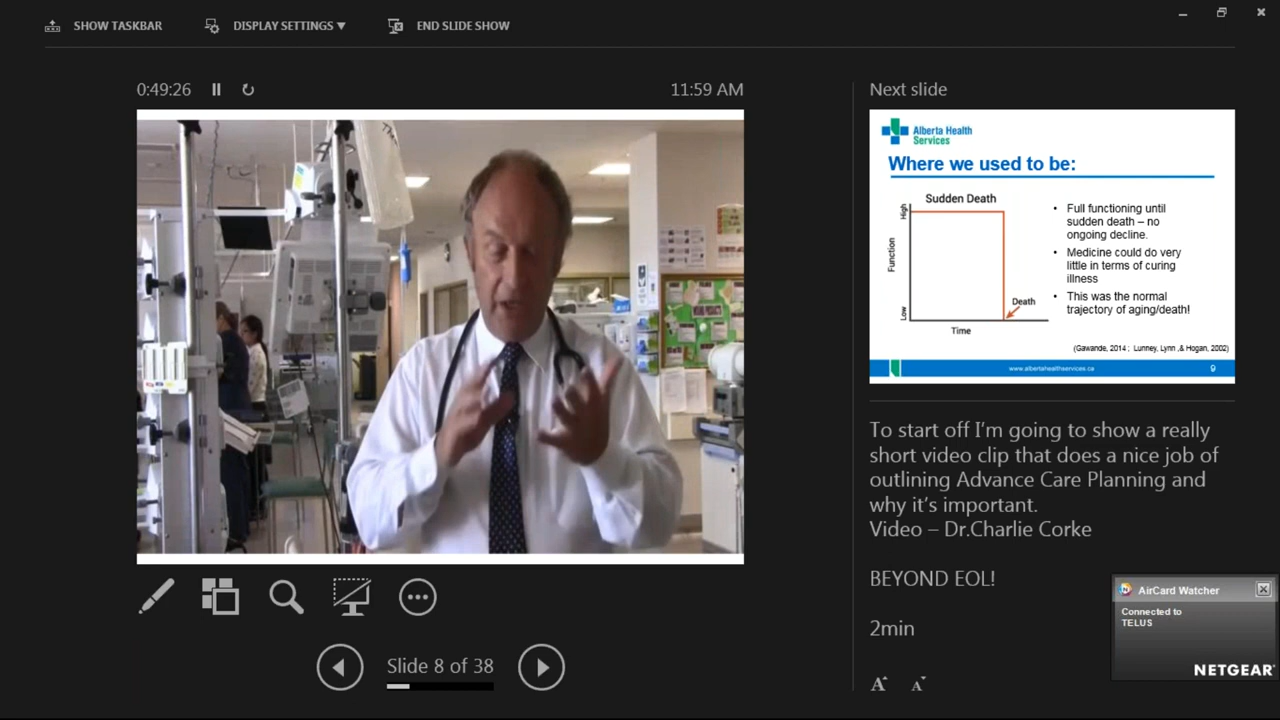 SHOW TASKBAR
DISPLAY SETTINGS ▼
END SLIDE SHOW
0:49:26
11:59 AM
Next slide
Alberta Health
Services
Where we used to be:
Sudden Death
High
Function
Low
Time
Death
• Full functioning until
sudden death – no
ongoing decline.
• Medicine could do very
little in terms of curing
illness
• This was the normal
trajectory of aging/death!
(Gawande, 2014 ; Lunney, Lynn ,& Hogan, 2002)
www.albertahealthservices.ca
9
To start off I'm going to show a really
short video clip that does a nice job of
outlining Advance Care Planning and
why it's important.
Video – Dr.Charlie Corke
BEYOND EOL!
2min
AirCard Watcher
Connected to
TELUS
NETGEAR
Slide 8 of 38
A A